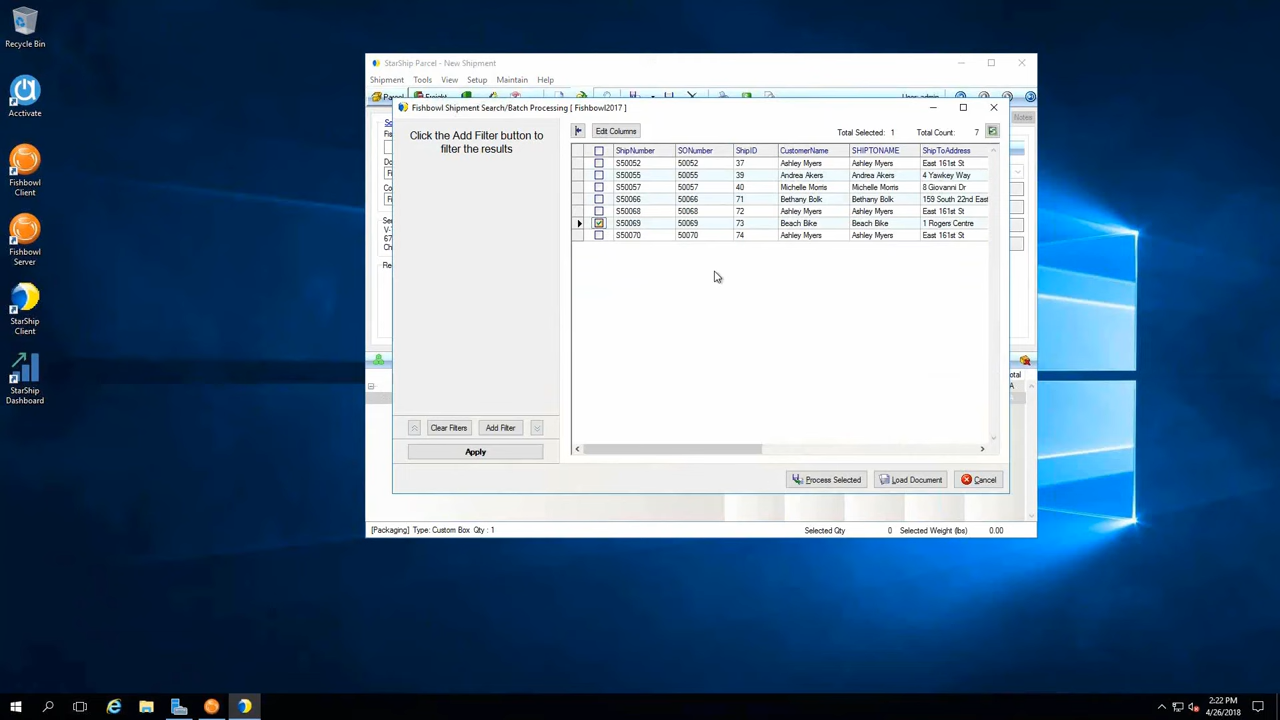 Recycle Bin
Acctivate
Fishbowl
Client
Fishbowl
Server
StarShip
Client
StarShip
Dashboard
StarShip Parcel - New Shipment
Shipment Tools View Setup Maintain Help
Notes
Fishbowl Shipment Search/Batch Processing [ Fishbowl2017 ]
Click the Add Filter button to
filter the results
Edit Columns Total Selected: 1 Total Count: 7
ShipNumber SONumber ShipID CustomerName SHIPTONAME ShipToAddress
S50052 50052 37 Ashley Myers Ashley Myers East 161st St
S50055 50055 39 Andrea Akers Andrea Akers 4 Yawkey Way
S50057 50057 40 Michelle Morris Michelle Morris 8 Giovanni Dr
S50066 50066 71 Bethany Bolk Bethany Bolk 159 South 22nd East
S50068 50068 72 Ashley Myers Ashley Myers East 161st St
S50069 50069 73 Beach Bike Beach Bike 1 Rogers Centre
S50070 50070 74 Ashley Myers Ashley Myers East 161st St
Clear Filters Add Filter
Apply
Process Selected Load Document Cancel
[Packaging] Type: Custom Box Qty : 1 Selected Qty 0 Selected Weight (lbs) 0.00
2:22 PM
4/26/2018